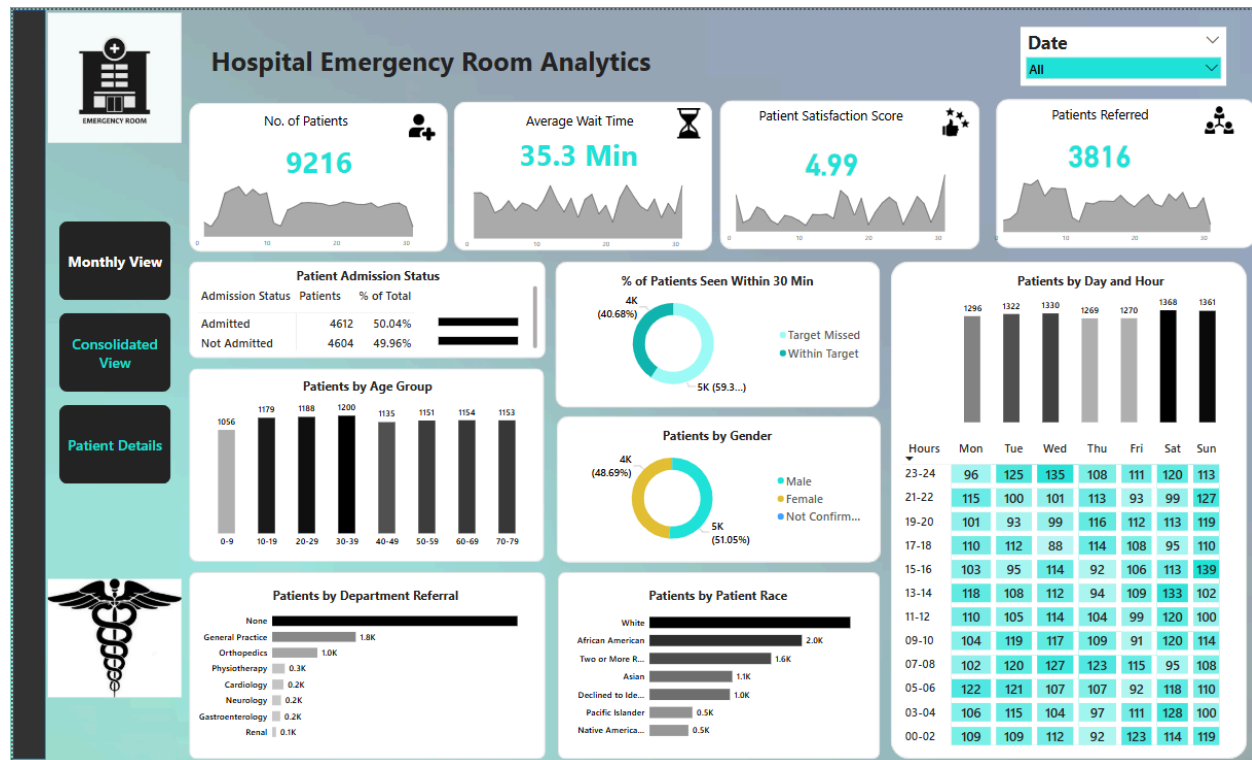 Hospital Emergency Room Analytics
Date
All
EMERGENCY ROOM
No. of Patients
9216
0 10 20 30
Average Wait Time
35.3 Min
0 10 20 30
Patient Satisfaction Score
4.99
0 10 20 30
Patients Referred
3816
0 10 20 30
Monthly View
Consolidated
View
Patient Details
Patient Admission Status
Admission Status Patients % of Total
Admitted 4612 50.04%
Not Admitted 4604 49.96%
% of Patients Seen Within 30 Min
4K
(40.68%)
5K (59.3...)
Target Missed
Within Target
Patients by Age Group
1056 1179 1188 1200 1135 1151 1154 1153
0-9 10-19 20-29 30-39 40-49 50-59 60-69 70-79
Patients by Gender
4K
(48.69%)
5K
(51.05%)
Male
Female
Not Confirm...
Patients by Department Referral
None
General Practice 1.8K
Orthopedics 1.0K
Physiotherapy 0.3K
Cardiology 0.2K
Neurology 0.2K
Gastroenterology 0.2K
Renal 0.1K
Patients by Patient Race
White
African American 2.0K
Two or More R... 1.6K
Asian 1.1K
Declined to Ide... 1.0K
Pacific Islander 0.5K
Native America... 0.5K
Patients by Day and Hour
1296 1322 1330 1269 1270 1368 1361
Hours Mon Tue Wed Thu Fri Sat Sun
23-24 96 125 135 108 111 120 113
21-22 115 100 101 113 93 99 127
19-20 101 93 99 116 112 113 119
17-18 110 112 88 114 108 95 110
15-16 103 95 114 92 106 113 139
13-14 118 108 112 94 109 133 102
11-12 110 105 114 104 99 120 100
09-10 104 119 117 109 91 120 114
07-08 102 120 127 123 115 95 108
05-06 122 121 107 107 92 118 110
03-04 106 115 104 97 111 128 100
00-02 109 109 112 92 123 114 119